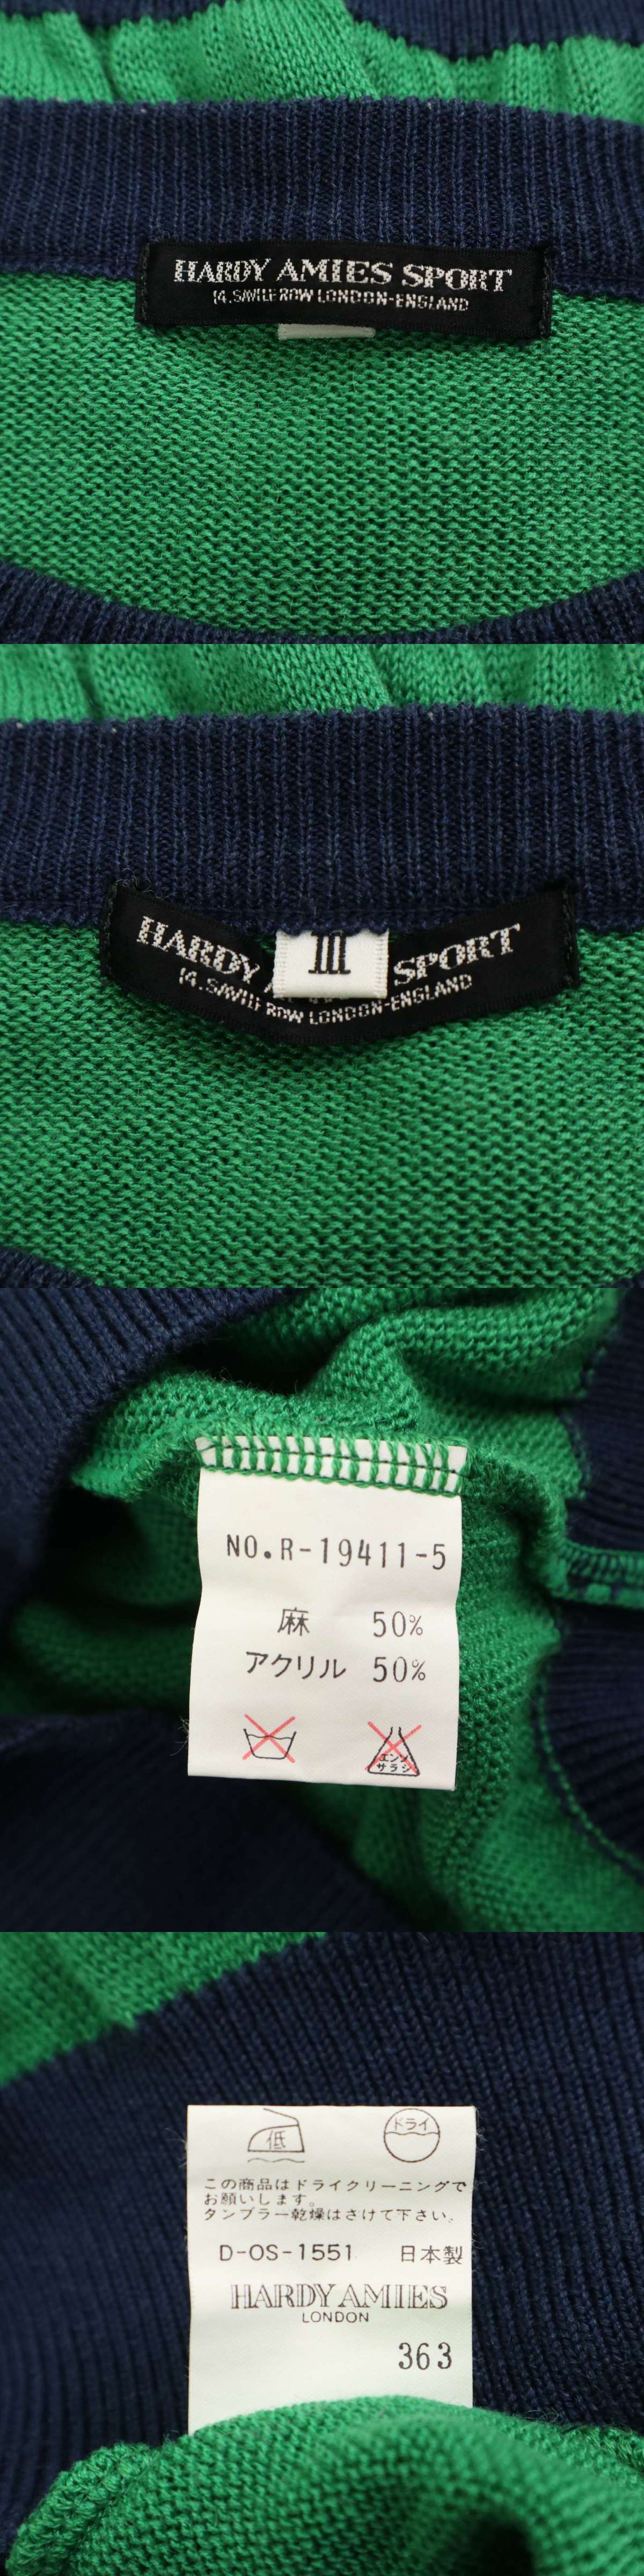 HARDY AMIES SPORT
14, SAVILE ROW LONDON-ENGLAND
HARDY SPORT
III
14, SAVILE ROW LONDON-ENGLAND
NO.R-19411-5
麻 50%
アクリル 50%
エンソ
サラシ
低 ドライ
この商品はドライクリーニングで
お願いします。
タンブラー乾燥はさけて下さい。
D-OS-1551 日本製
HARDY AMIES
LONDON
363